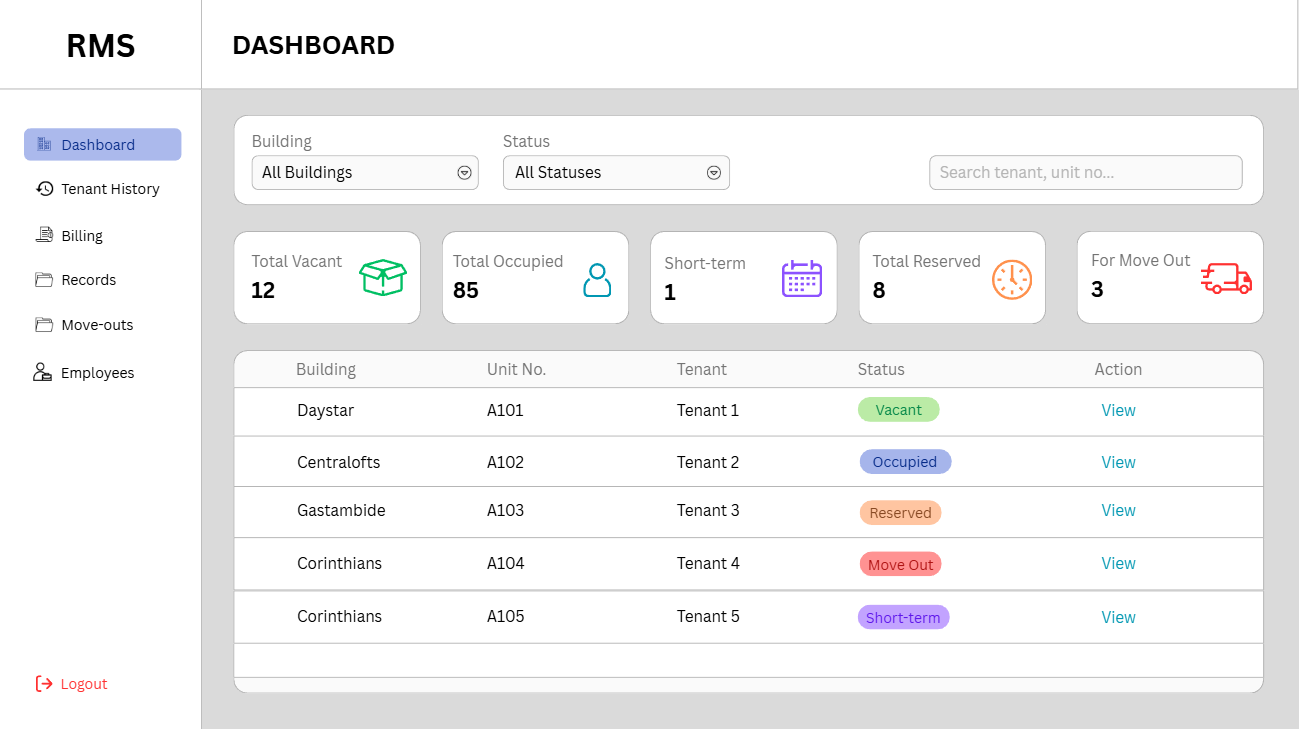 RMS
DASHBOARD
Dashboard
Tenant History
Billing
Records
Move-outs
Employees
Logout
Building
Status
All Buildings
All Statuses
Search tenant, unit no...
Total Vacant
12
Total Occupied
85
Short-term
1
Total Reserved
8
For Move Out
3
Building Unit No. Tenant Status Action
Daystar A101 Tenant 1 Vacant View
Centralofts A102 Tenant 2 Occupied View
Gastambide A103 Tenant 3 Reserved View
Corinthians A104 Tenant 4 Move Out View
Corinthians A105 Tenant 5 Short-term View